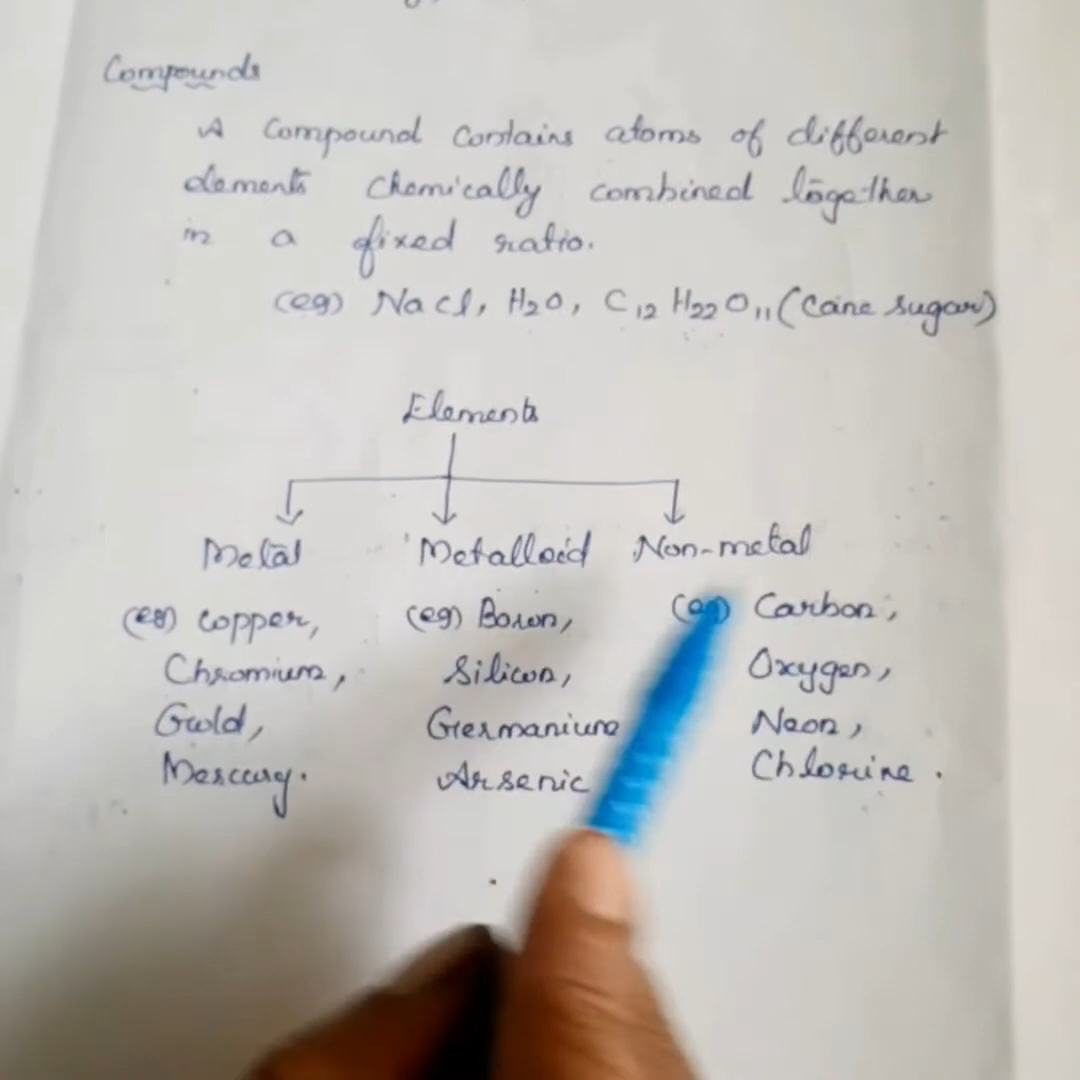 Compounds
A Compound Contains atoms of different
elements chemically combined together
in a fixed ratio.
(eg) NaCl, H₂O, C₁₂H₂₂O₁₁ (Cane sugar)
Elements
Metal Metalloid Non-metal
(eg) Copper, (eg) Boron, (eg) Carbon,
Chromium, Silicon, Oxygen,
Gold, Germanium Neon,
Mercury. Arsenic Chlorine.